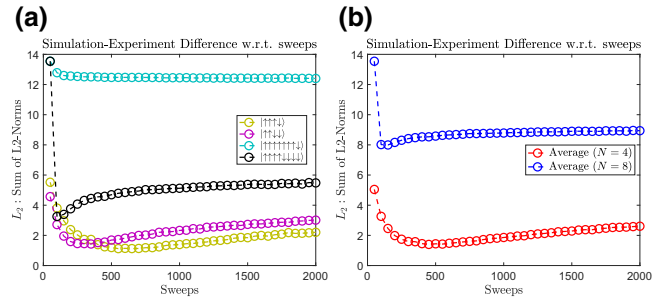 (a)
Simulation-Experiment Difference w.r.t. sweeps
14
12
10
8
6
4
2
0
0 500 1000 1500 2000
Sweeps
L₂ : Sum of L2-Norms
|↑↑↑↓⟩
|↑↑↓↓⟩
|↑↑↑↑↑↑↑↓⟩
|↑↑↑↑↓↓↓↓⟩
(b)
Simulation-Experiment Difference w.r.t. sweeps
14
12
10
8
6
4
2
0
0 500 1000 1500 2000
Sweeps
L₂ : Sum of L2-Norms
Average (N = 4)
Average (N = 8)